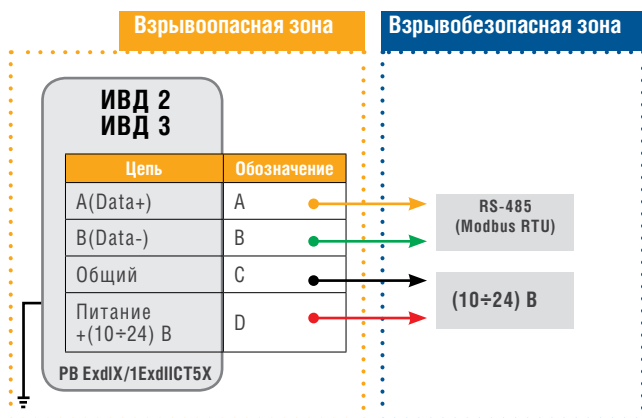 Взрывоопасная зона
Взрывобезопасная зона
ИВД 2
ИВД 3
Цепь Обозначение
A(Data+) A
B(Data-) B
Общий C
Питание
+(10÷24) В D
РВ ExdIX/1ExdIICT5X
RS-485
(Modbus RTU)
(10÷24) В